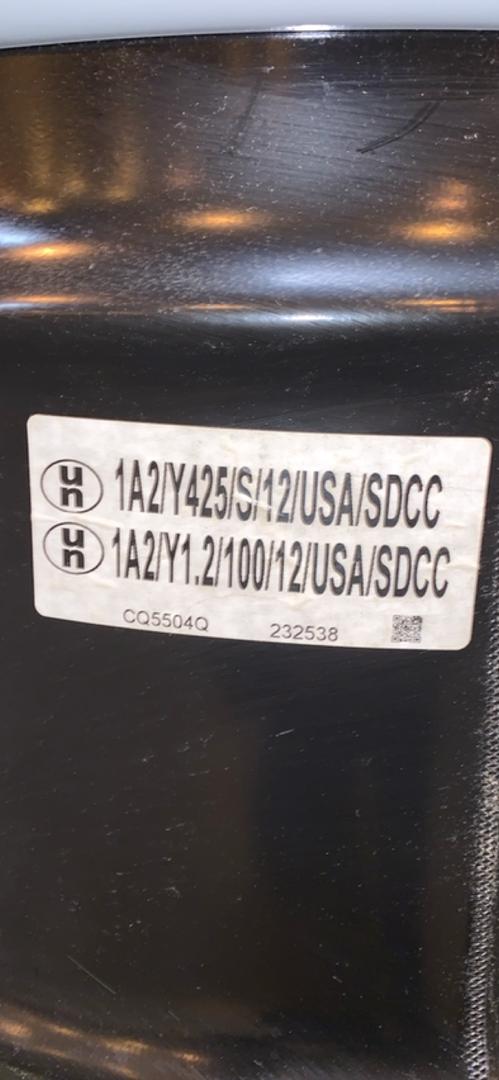 un 1A2/Y425/S/12/USA/SDCC
un 1A2/Y1.2/100/12/USA/SDCC
CQ5504Q 232538